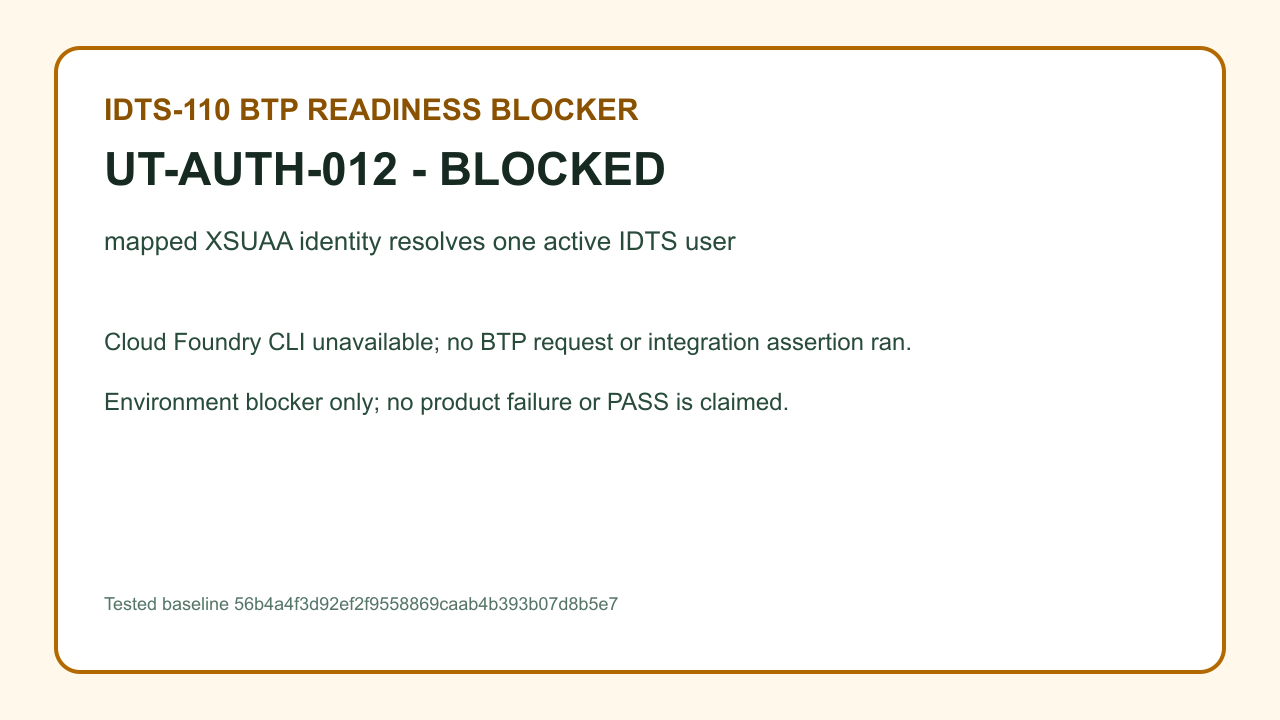 IDTS-110 BTP READINESS BLOCKER
UT-AUTH-012 - BLOCKED
mapped XSUAA identity resolves one active IDTS user
Cloud Foundry CLI unavailable; no BTP request or integration assertion ran.
Environment blocker only; no product failure or PASS is claimed.
Tested baseline 56b4a4f3d92ef2f9558869caab4b393b07d8b5e7